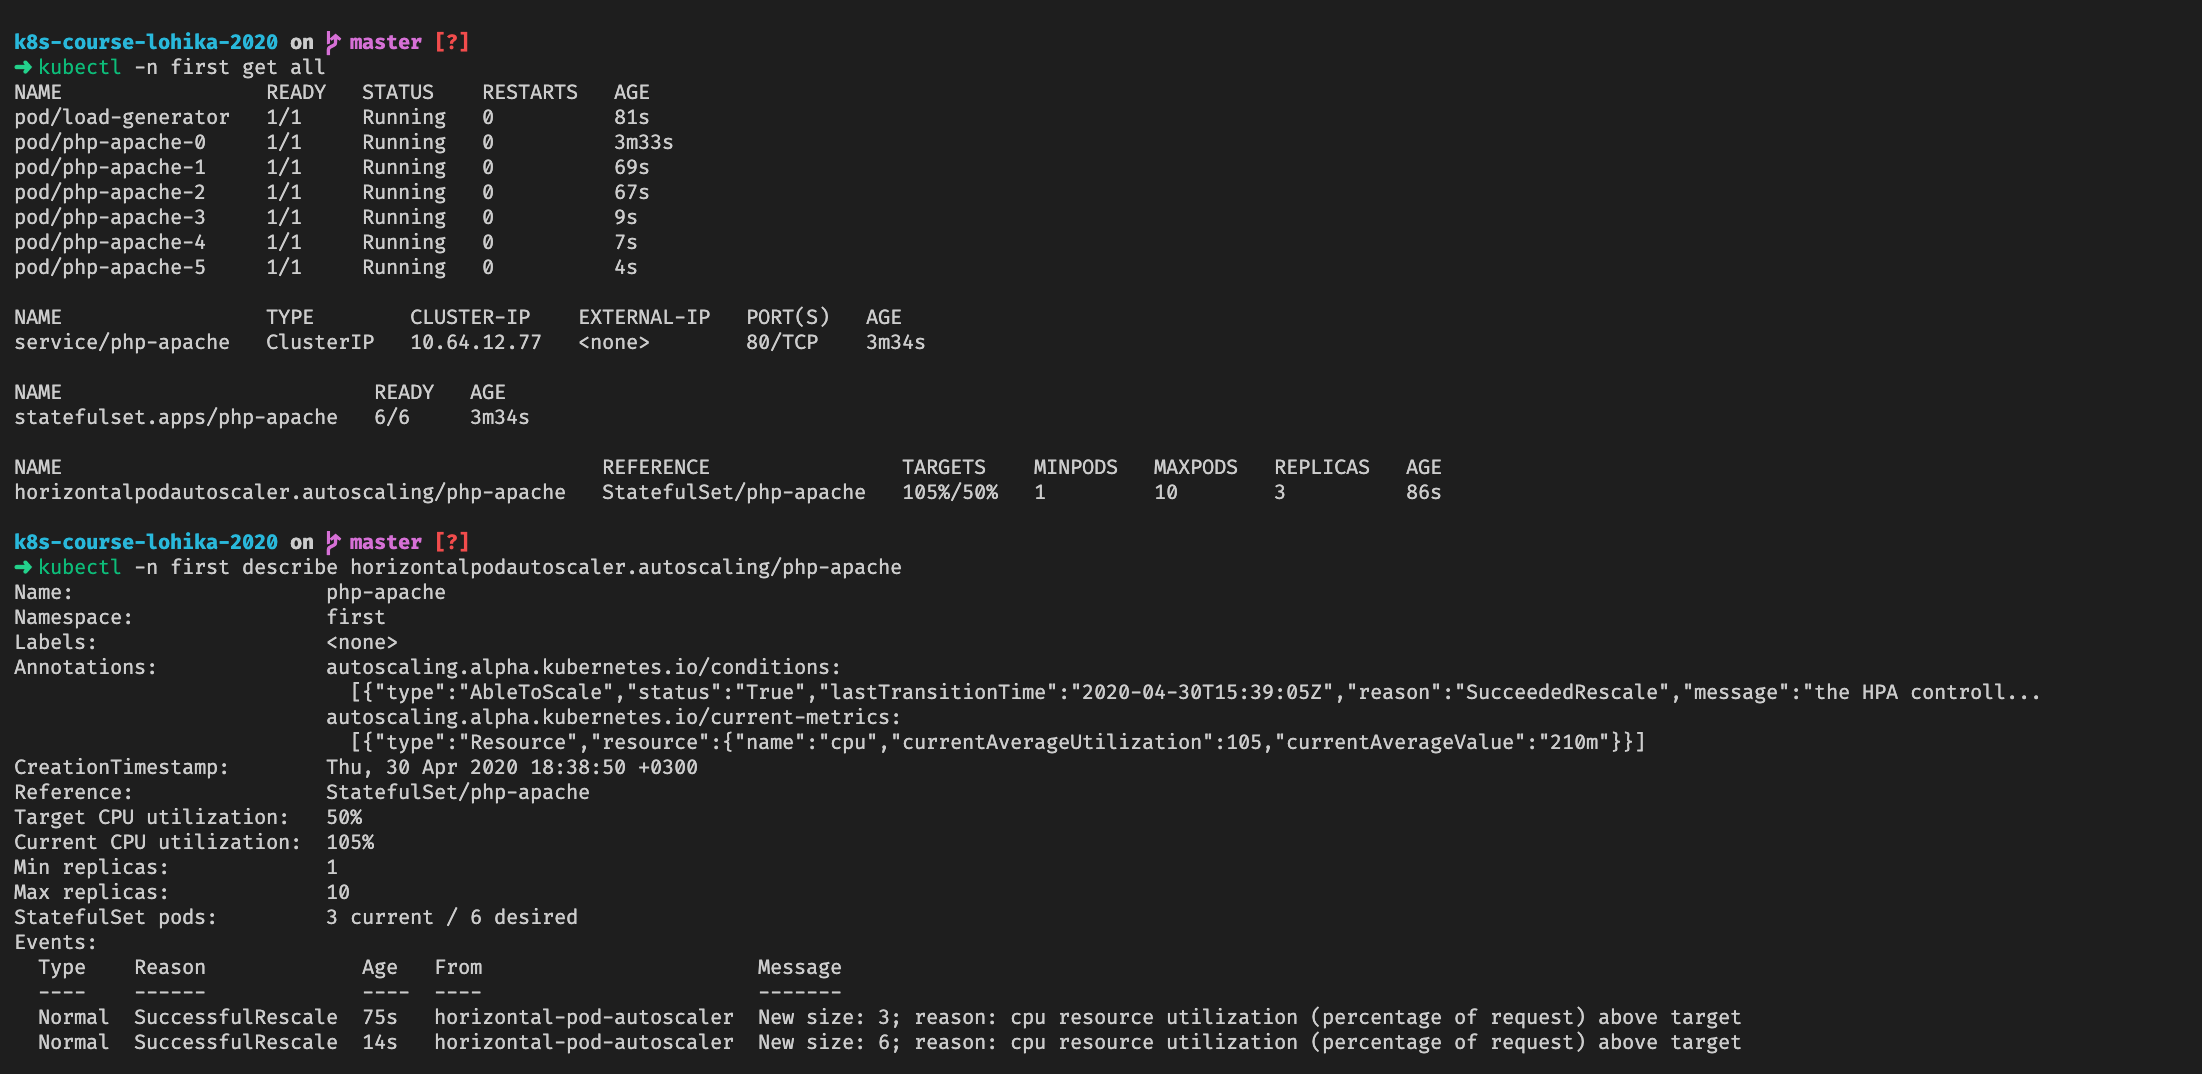 k8s-course-lohika-2020 on master [?]
➜ kubectl -n first get all
NAME                 READY   STATUS    RESTARTS   AGE
pod/load-generator   1/1     Running   0          81s
pod/php-apache-0     1/1     Running   0          3m33s
pod/php-apache-1     1/1     Running   0          69s
pod/php-apache-2     1/1     Running   0          67s
pod/php-apache-3     1/1     Running   0          9s
pod/php-apache-4     1/1     Running   0          7s
pod/php-apache-5     1/1     Running   0          4s
NAME                 TYPE        CLUSTER-IP    EXTERNAL-IP   PORT(S)   AGE
service/php-apache   ClusterIP   10.64.12.77   <none>        80/TCP    3m34s
NAME                          READY   AGE
statefulset.apps/php-apache   6/6     3m34s
NAME                                             REFERENCE                TARGETS    MINPODS   MAXPODS   REPLICAS   AGE
horizontalpodautoscaler.autoscaling/php-apache   StatefulSet/php-apache   105%/50%   1         10        3          86s
k8s-course-lohika-2020 on master [?]
➜ kubectl -n first describe horizontalpodautoscaler.autoscaling/php-apache
Name:                     php-apache
Namespace:                first
Labels:                   <none>
Annotations:              autoscaling.alpha.kubernetes.io/conditions:
[{"type":"AbleToScale","status":"True","lastTransitionTime":"2020-04-30T15:39:05Z","reason":"SucceededRescale","message":"the HPA controll...
autoscaling.alpha.kubernetes.io/current-metrics:
[{"type":"Resource","resource":{"name":"cpu","currentAverageUtilization":105,"currentAverageValue":"210m"}}]
CreationTimestamp:        Thu, 30 Apr 2020 18:38:50 +0300
Reference:                StatefulSet/php-apache
Target CPU utilization:   50%
Current CPU utilization:  105%
Min replicas:             1
Max replicas:             10
StatefulSet pods:         3 current / 6 desired
Events:
Type    Reason             Age   From                       Message
----    ------             ----  ----                       -------
Normal  SuccessfulRescale  75s   horizontal-pod-autoscaler  New size: 3; reason: cpu resource utilization (percentage of request) above target
Normal  SuccessfulRescale  14s   horizontal-pod-autoscaler  New size: 6; reason: cpu resource utilization (percentage of request) above target